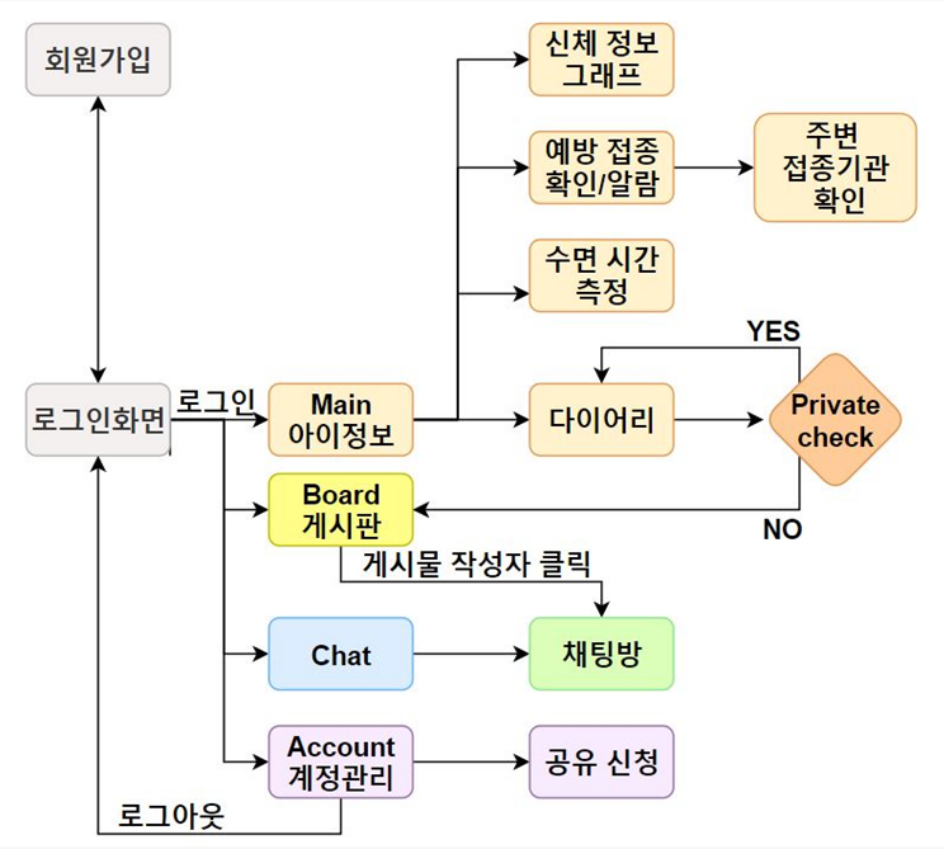 회원가입
신체 정보
그래프
예방 접종
확인/알람
주변
접종기관
확인
수면 시간
측정
YES
로그인화면
로그인
Main
아이정보
다이어리
Private
check
Board
게시판
NO
게시물 작성자 클릭
Chat
채팅방
Account
계정관리
공유 신청
로그아웃